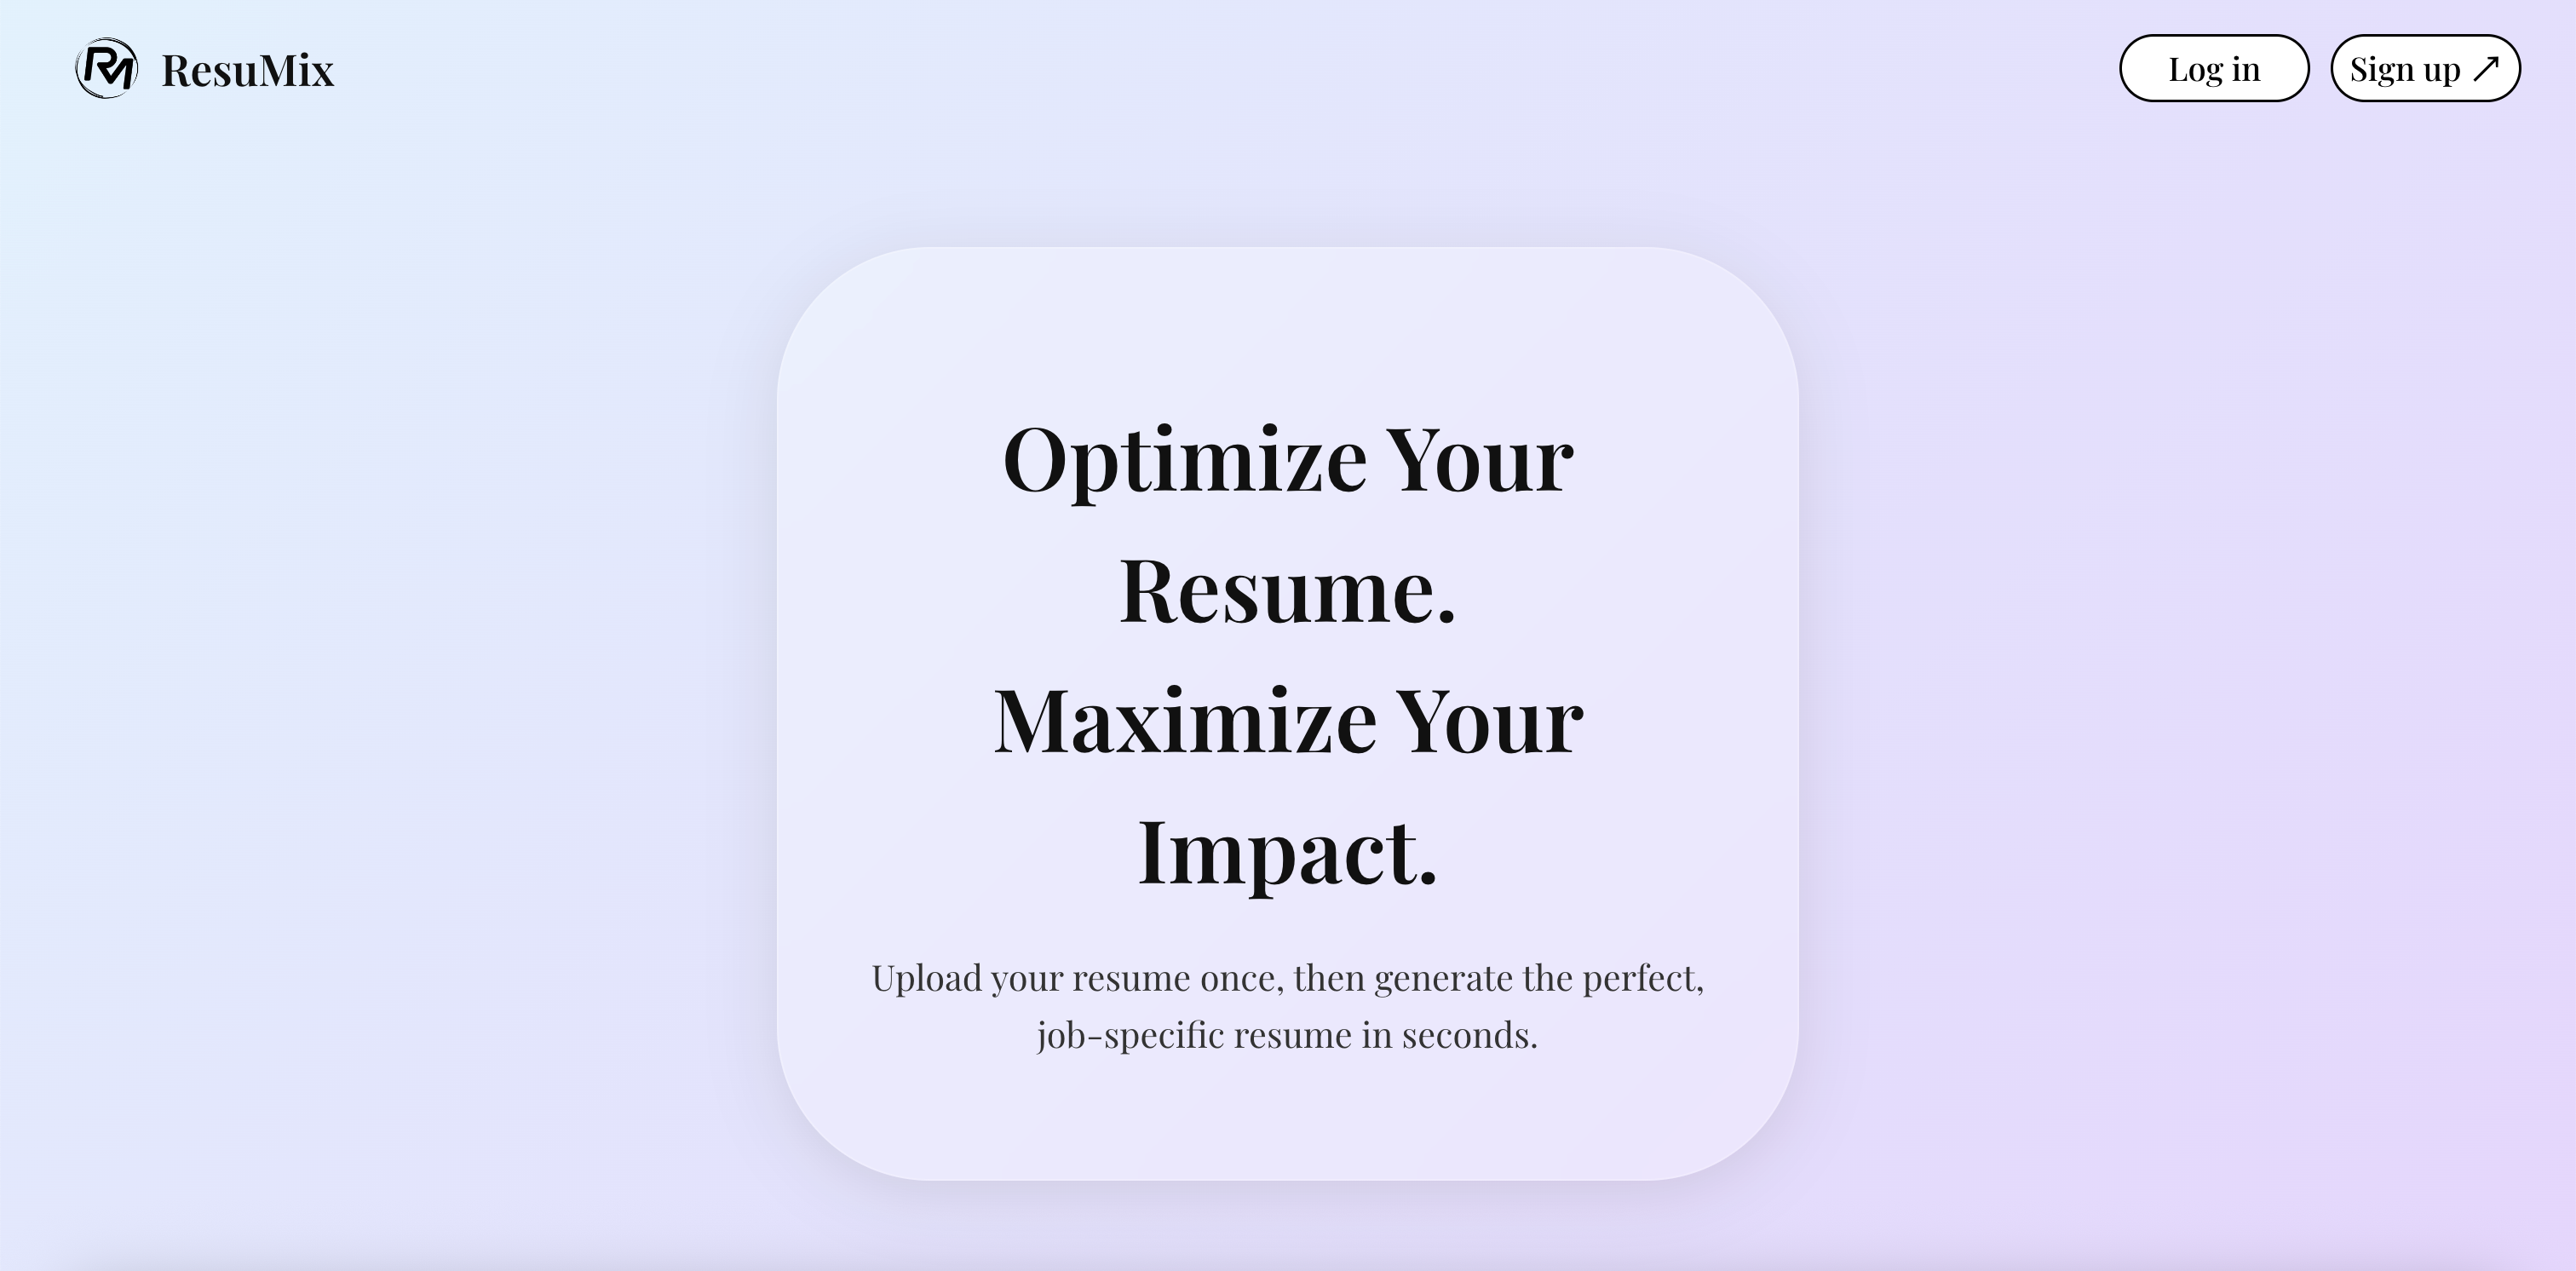 RM ResuMix
Log in
Sign up ↗
Optimize Your
Resume.
Maximize Your
Impact.
Upload your resume once, then generate the perfect,
job-specific resume in seconds.